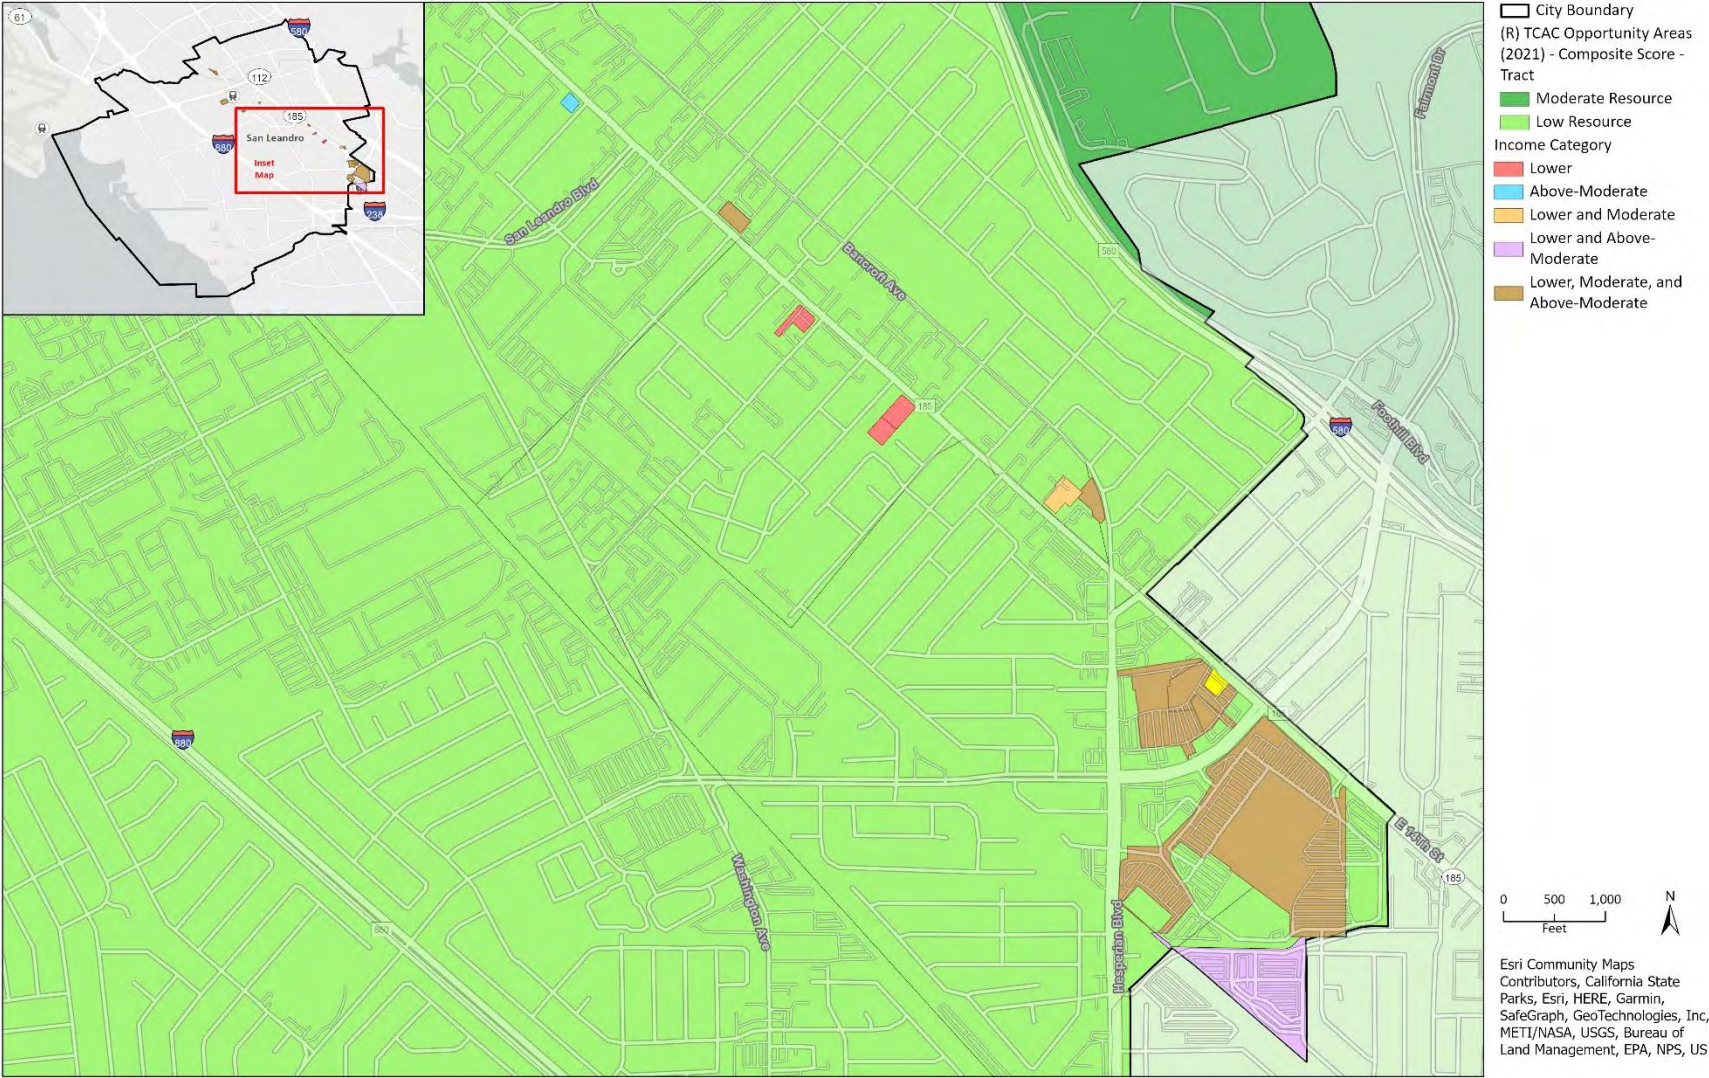 61
580
112
185
San Leandro
880
Inset
Map
238
City Boundary
(R) TCAC Opportunity Areas
(2021) - Composite Score -
Tract
Moderate Resource
Low Resource
Income Category
Lower
Above-Moderate
Lower and Moderate
Lower and Above-
Moderate
Lower, Moderate, and
Above-Moderate
Fairmont Dr
San Leandro Blvd
Bancroft Ave
580
185
580
Foothill Blvd
185
880
E 14Th St
185
Washington Ave
Hesperian Blvd
880
0 500 1,000
Feet
N
Esri Community Maps
Contributors, California State
Parks, Esri, HERE, Garmin,
SafeGraph, GeoTechnologies, Inc,
METI/NASA, USGS, Bureau of
Land Management, EPA, NPS, US